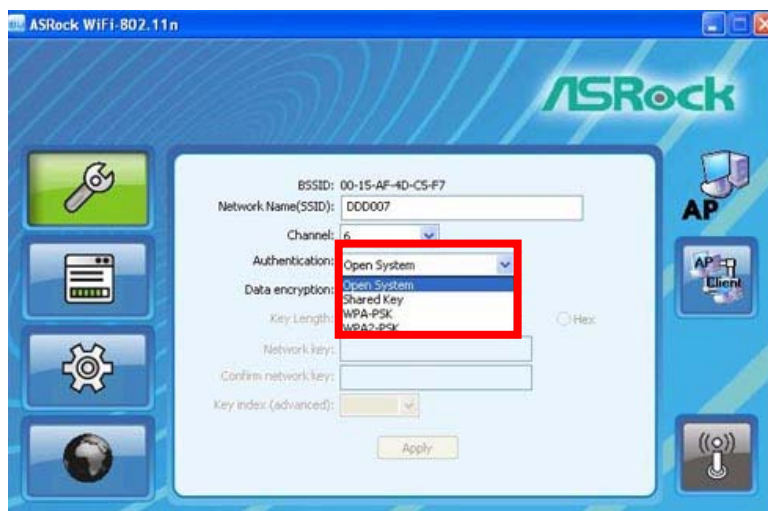 ASRock WiFi-802.11n
ASRock
BSSID: 00-15-AF-4D-C5-F7
Network Name(SSID): DDD007
Channel: 6
Authentication: Open System
Open System
Data encryption:
Shared Key
WPA-PSK
Key Length:
Hex
WPA2-PSK
Network key:
Confirm network key:
Key index (advanced):
Apply
AP
AP
Client